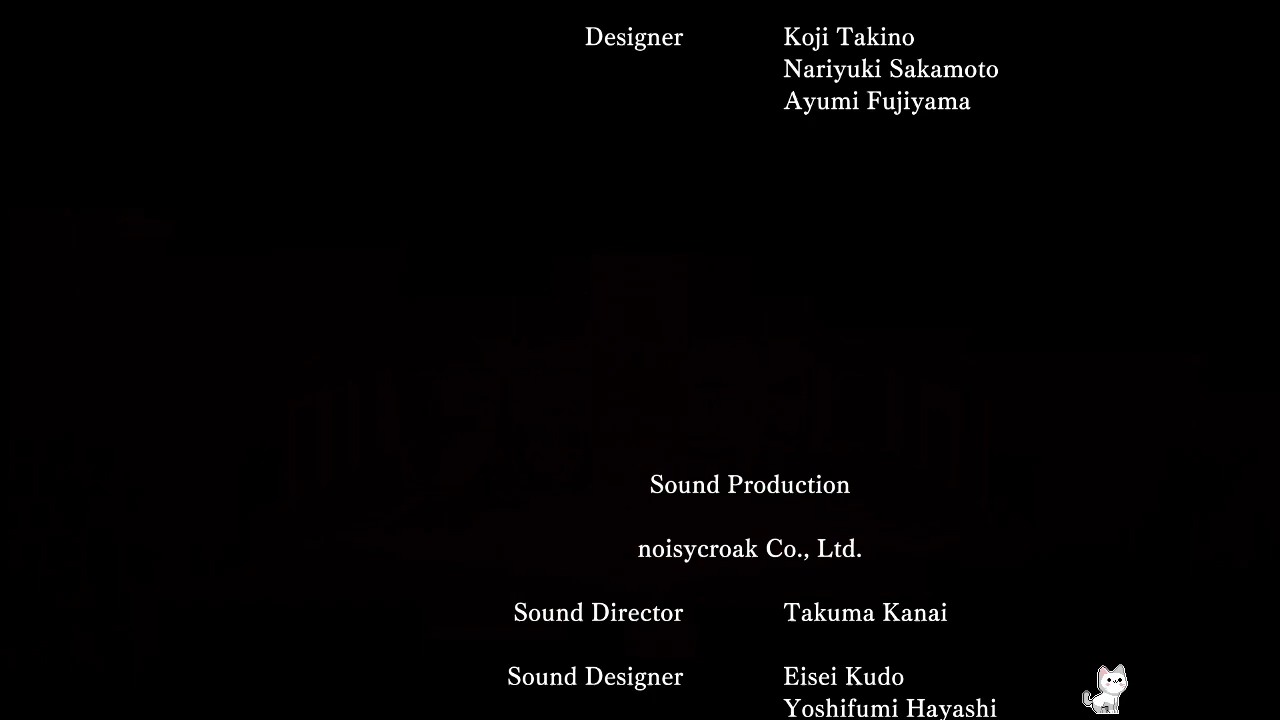 Designer Koji Takino
Nariyuki Sakamoto
Ayumi Fujiyama
Sound Production
noisycroak Co., Ltd.
Sound Director Takuma Kanai
Sound Designer Eisei Kudo
Yoshifumi Hayashi